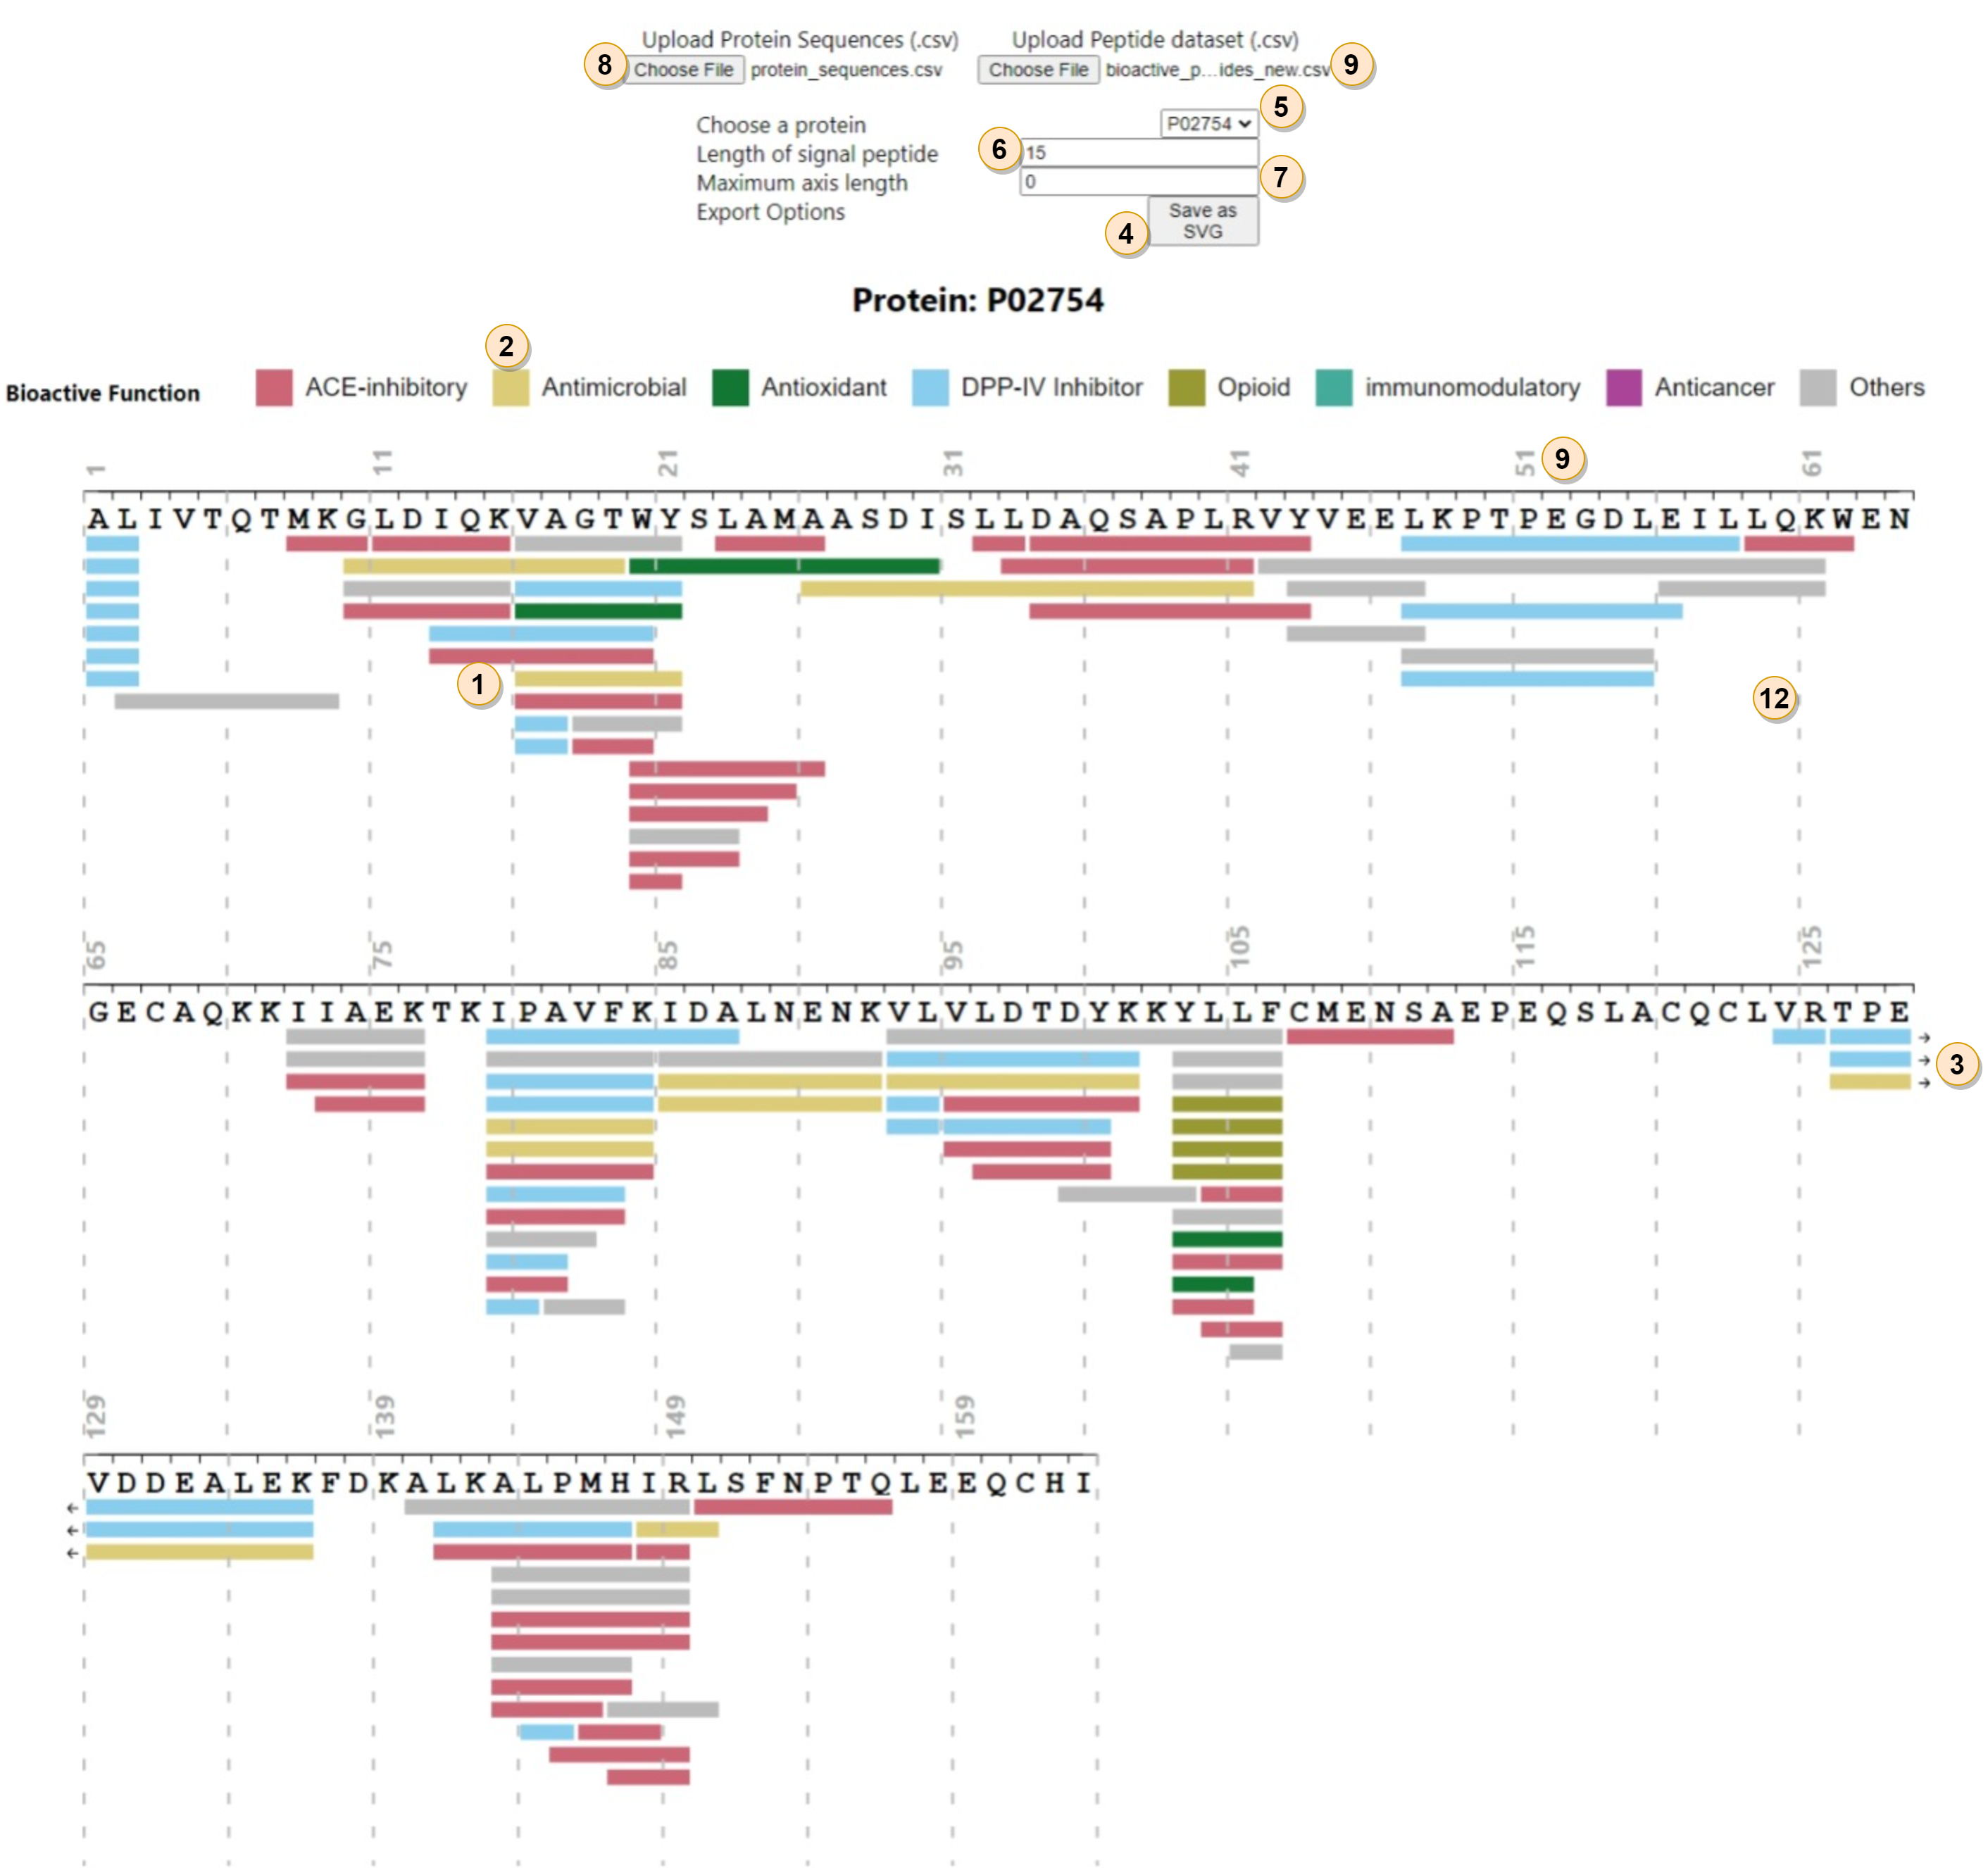 Upload Protein Sequences (.csv) Upload Peptide dataset (.csv)
8 Choose File protein_sequences.csv Choose File bioactive_p...ides_new.csv 9
Choose a protein P02754 5
Length of signal peptide 6 15
Maximum axis length 0 7
Export Options 4 Save as
SVG
Protein: P02754
2
Bioactive Function ACE-inhibitory Antimicrobial Antioxidant DPP-IV Inhibitor Opioid immunomodulatory Anticancer Others
1 11 21 31 41 51 9 61
A L I V T Q T M K G L D I Q K V A G T W Y S L A M A A S D I S L L D A Q S A P L R V Y V E E L K P T P E G D L E I L L Q K W E N
1 12
65 75 85 95 105 115 125
G E C A Q K K I I A E K T K I P A V F K I D A L N E N K V L V L D T D Y K K Y L L F C M E N S A E P E Q S L A C Q C L V R T P E
→
→ 3
→
129 139 149 159
V D D E A L E K F D K A L K A L P M H I R L S F N P T Q L E E Q C H I
←
←
←